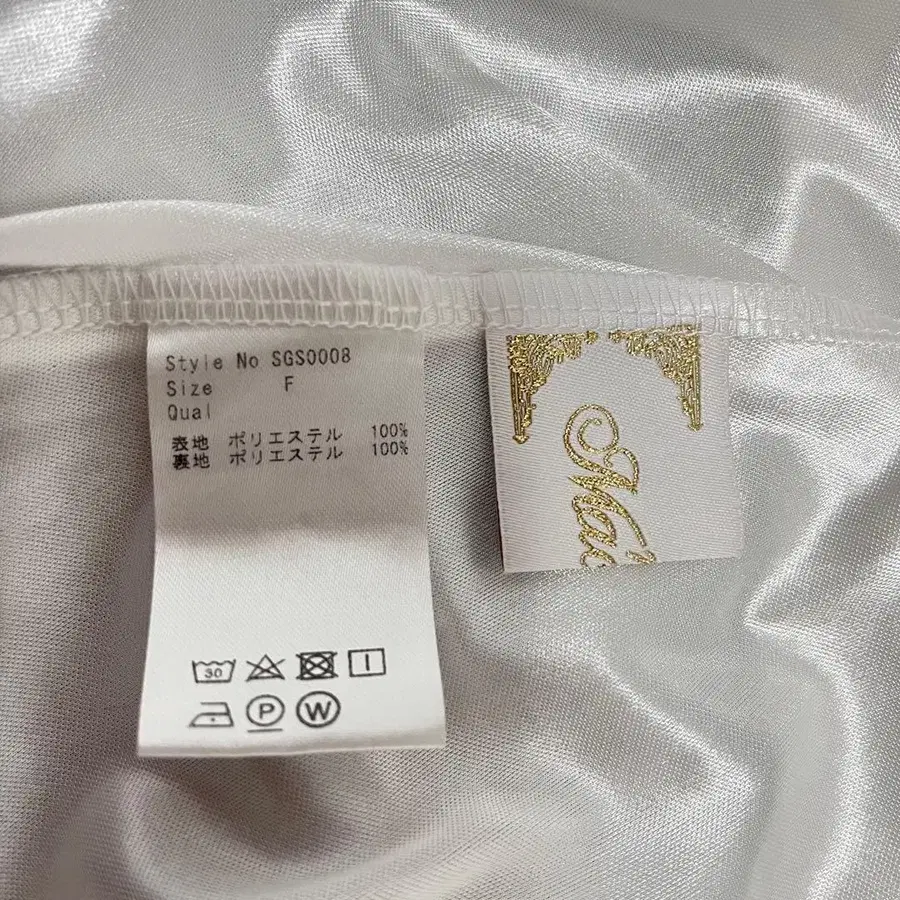 Style No SGS0008
Size F
Qual
表地 ポリエステル 100%
裏地 ポリエステル 100%
30
P W